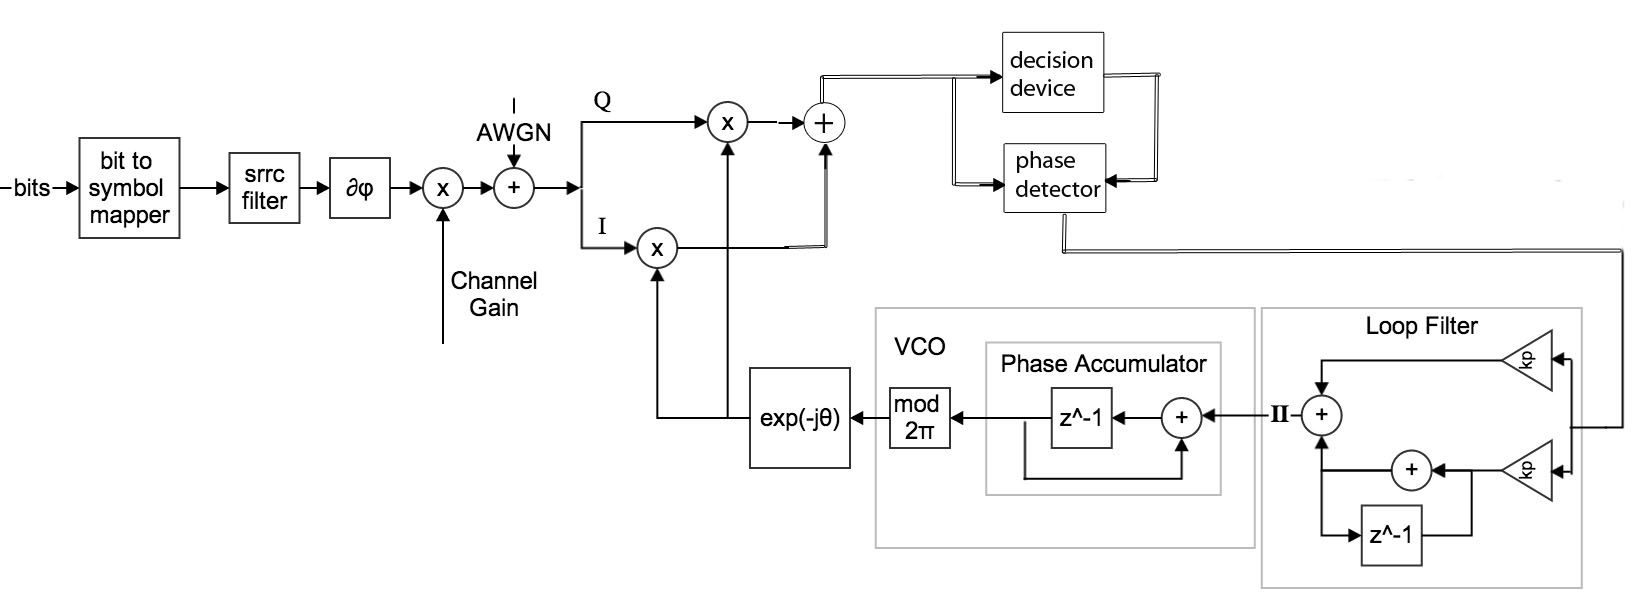 bits
bit to
symbol
mapper
srrc
filter
∂φ
x
Channel
Gain
AWGN
+
Q
I
x
x
+
decision
device
phase
detector
Loop Filter
kp
kp
+
+
z^-1
II
VCO
Phase Accumulator
+
z^-1
mod
2π
exp(-jθ)